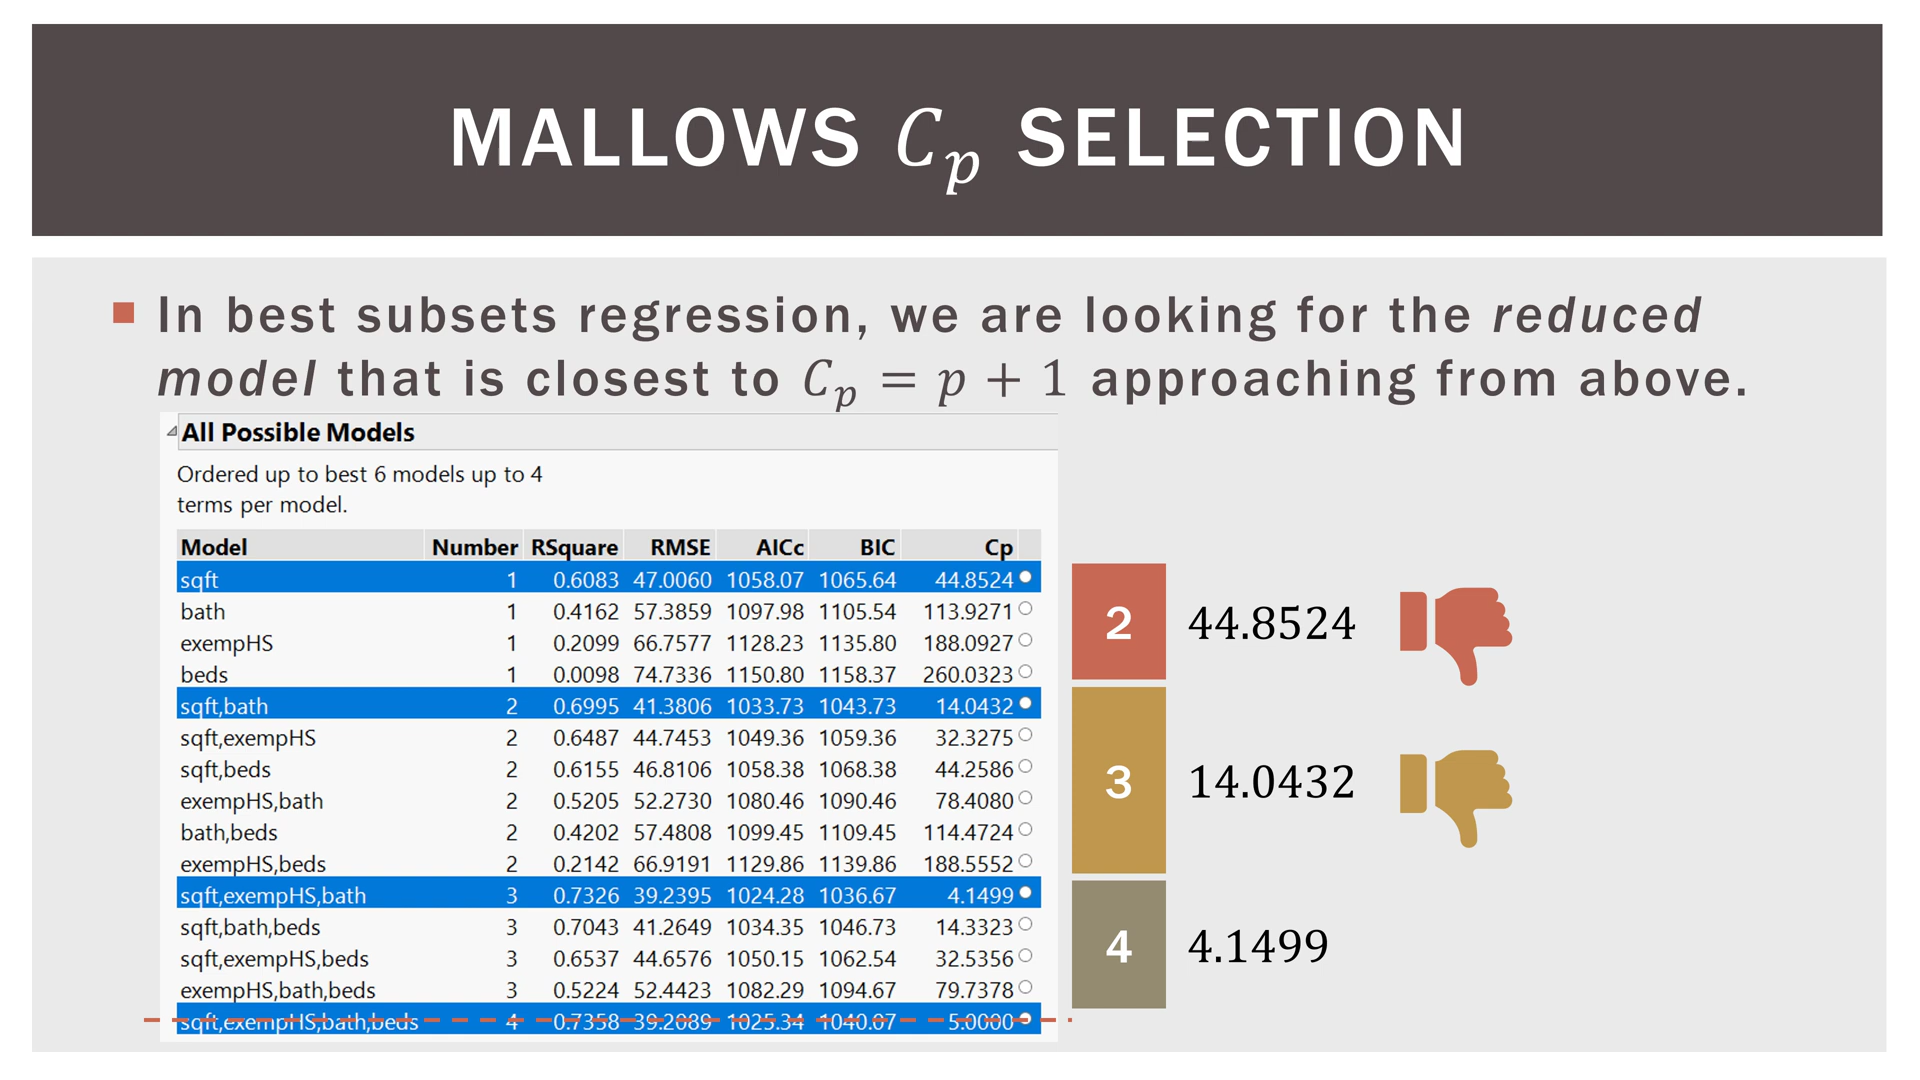 MALLOWS Cₚ SELECTION
In best subsets regression, we are looking for the reduced
model that is closest to Cₚ = p + 1 approaching from above.
All Possible Models
Ordered up to best 6 models up to 4
terms per model.
Model Number RSquare RMSE AICc BIC Cp
sqft 1 0.6083 47.0060 1058.07 1065.64 44.8524
bath 1 0.4162 57.3859 1097.98 1105.54 113.9271
exempHS 1 0.2099 66.7577 1128.23 1135.80 188.0927
beds 1 0.0098 74.7336 1150.80 1158.37 260.0323
sqft,bath 2 0.6995 41.3806 1033.73 1043.73 14.0432
sqft,exempHS 2 0.6487 44.7453 1049.36 1059.36 32.3275
sqft,beds 2 0.6155 46.8106 1058.38 1068.38 44.2586
exempHS,bath 2 0.5205 52.2730 1080.46 1090.46 78.4080
bath,beds 2 0.4202 57.4808 1099.45 1109.45 114.4724
exempHS,beds 2 0.2142 66.9191 1129.86 1139.86 188.5552
sqft,exempHS,bath 3 0.7326 39.2395 1024.28 1036.67 4.1499
sqft,bath,beds 3 0.7043 41.2649 1034.35 1046.73 14.3323
sqft,exempHS,beds 3 0.6537 44.6576 1050.15 1062.54 32.5356
exempHS,bath,beds 3 0.5224 52.4423 1082.29 1094.67 79.7378
sqft,exempHS,bath,beds 4 0.7358 39.2089 1025.34 1040.07 5.0000
2 44.8524
3 14.0432
4 4.1499